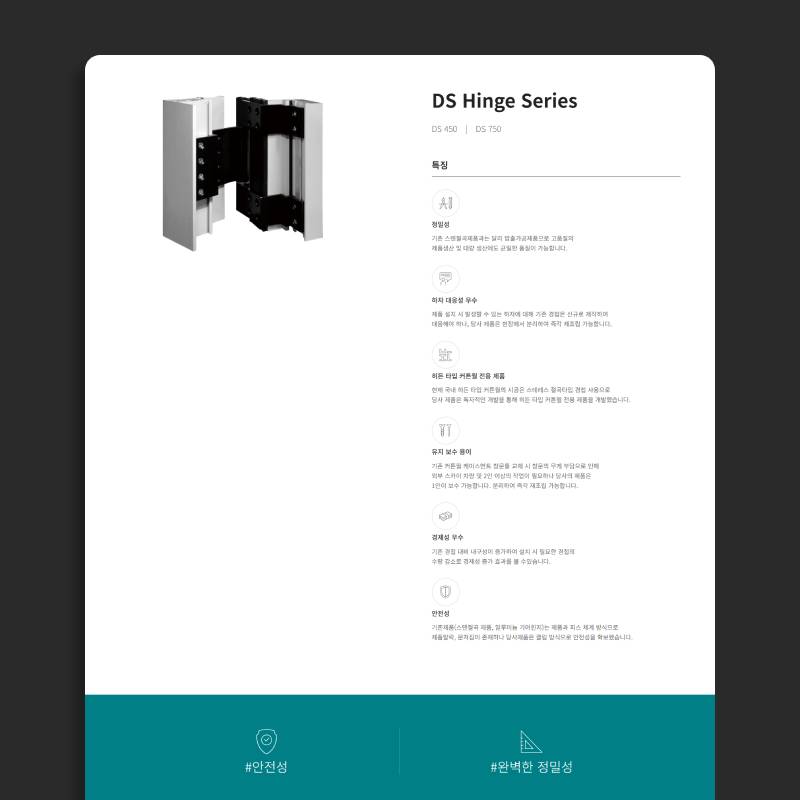 DS Hinge Series
DS 450 | DS 750
특징
정밀성
기존 스텐절곡제품과는 달리 압출가공제품으로 고품질의
제품생산 및 대량 생산에도 균일한 품질이 가능합니다.
하자 대응성 우수
제품 설치 시 발생할 수 있는 하자에 대해 기존 경첩은 신규로 제작하여
대응해야 하나, 당사 제품은 현장에서 분리하여 즉각 재조립 가능합니다.
히든 타입 커튼월 전용 제품
현재 국내 히든 타입 커튼월의 시공은 스테레스 절곡타입 경첩 사용으로
당사 제품은 독자적인 개발을 통해 히든 타입 커튼월 전용 제품을 개발했습니다.
유지 보수 용이
기존 커튼월 케이스먼트 창문틀 교체 시 창문의 무게 부담으로 인해
외부 스카이 차량 및 2인 이상의 작업이 필요하나 당사의 제품은
1인이 보수 가능합니다. 분리하여 즉각 재조립 가능합니다.
경제성 우수
기존 경첩 대비 내구성이 증가하여 설치 시 필요한 경첩의
수량 감소로 경제성 증가 효과를 볼 수있습니다.
안전성
기존제품(스텐절곡 제품, 알루미늄 기어힌지)는 제품과 피스 체계 방식으로
제품탈락, 문처짐이 존재하나 당사제품은 클립 방식으로 안전성을 확보했습니다.
#안전성
#완벽한 정밀성